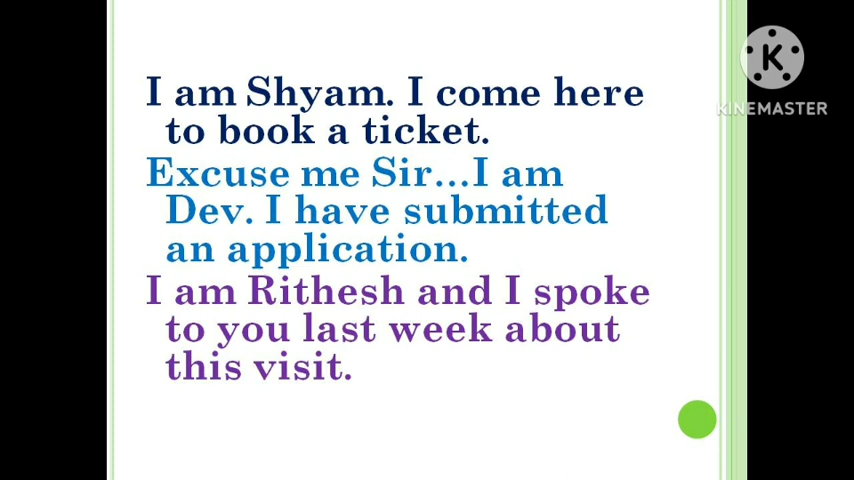 I am Shyam. I come here
to book a ticket.
Excuse me Sir...I am
Dev. I have submitted
an application.
I am Rithesh and I spoke
to you last week about
this visit.
K
KINEMASTER